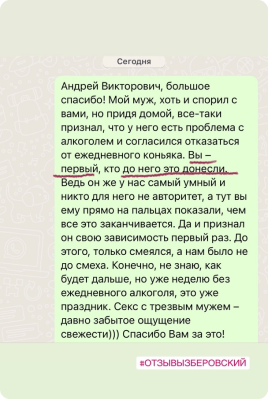 Сегодня
Андрей Викторович, большое
спасибо! Мой муж, хоть и спорил с
вами, но придя домой, все-таки
признал, что у него есть проблема с
алкоголем и согласился отказаться
от ежедневного коньяка. Вы –
первый, кто до него это донесли.
Ведь он же у нас самый умный и
никто для него не авторитет, а тут вы
ему прямо на пальцах показали, чем
все это заканчивается. Да и признал
он свою зависимость первый раз. До
этого, только смеялся, а нам было не
до смеха. Конечно, не знаю, как
будет дальше, но уже неделю без
ежедневного алкоголя, это уже
праздник. Секс с трезвым мужем –
давно забытое ощущение
свежести))) Спасибо Вам за это!
#ОТЗЫВЫЗБЕРОВСКИЙ